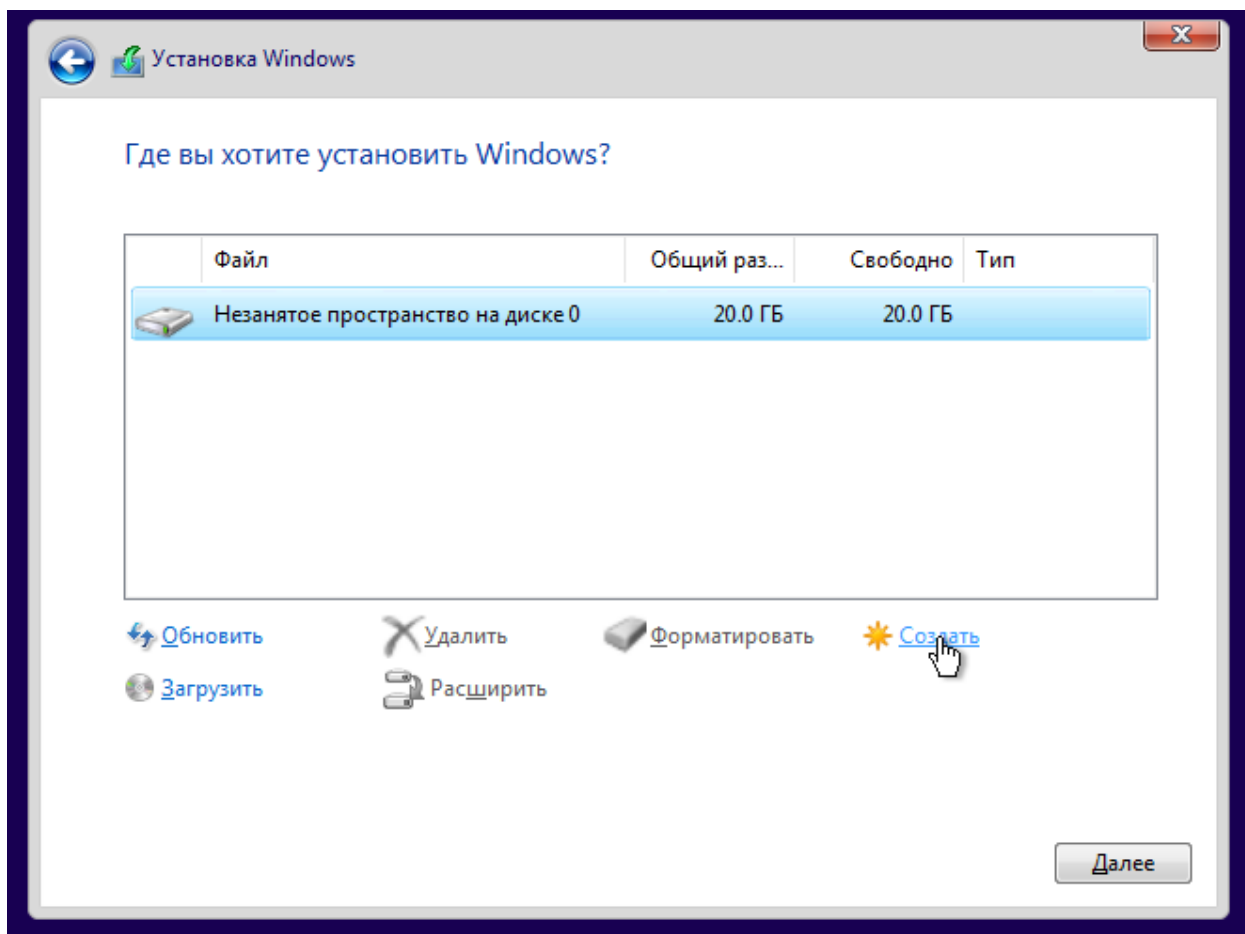 Установка Windows
Где вы хотите установить Windows?
Файл Общий раз... Свободно Тип
Незанятое пространство на диске 0 20.0 ГБ 20.0 ГБ
Обновить Удалить Форматировать Создать
Загрузить Расширить
Далее